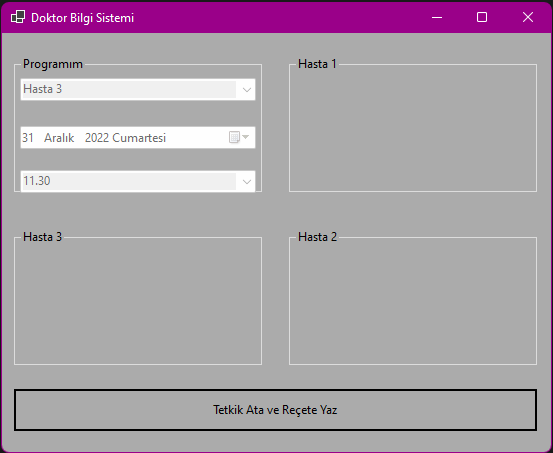 Doktor Bilgi Sistemi
Programım
Hasta 3
31 Aralık 2022 Cumartesi
11.30
Hasta 1
Hasta 3
Hasta 2
Tetkik Ata ve Reçete Yaz